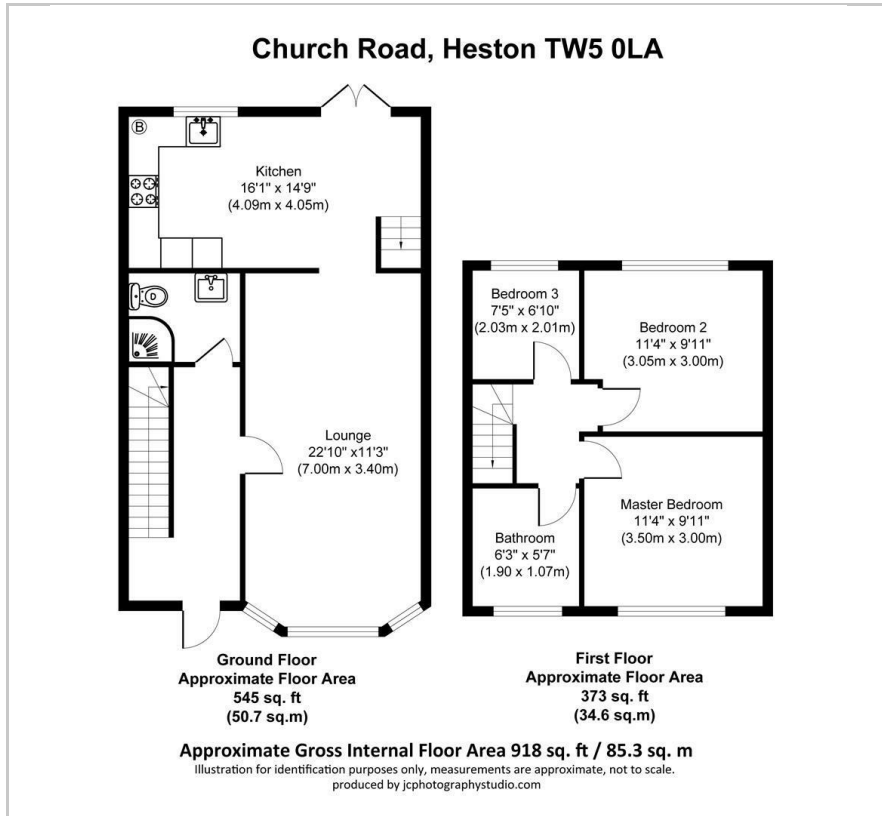 Church Road, Heston TW5 0LA
B
Kitchen
16'1" x 14'9"
(4.09m x 4.05m)
D
Lounge
22'10" x11'3"
(7.00m x 3.40m)
Bedroom 3
7'5" x 6'10"
(2.03m x 2.01m)
Bedroom 2
11'4" x 9'11"
(3.05m x 3.00m)
Master Bedroom
11'4" x 9'11"
(3.50m x 3.00m)
Bathroom
6'3" x 5'7"
(1.90 x 1.07m)
Ground Floor
Approximate Floor Area
545 sq. ft
(50.7 sq.m)
First Floor
Approximate Floor Area
373 sq. ft
(34.6 sq.m)
Approximate Gross Internal Floor Area 918 sq. ft / 85.3 sq. m
Illustration for identification purposes only, measurements are approximate, not to scale.
produced by jcphotographystudio.com